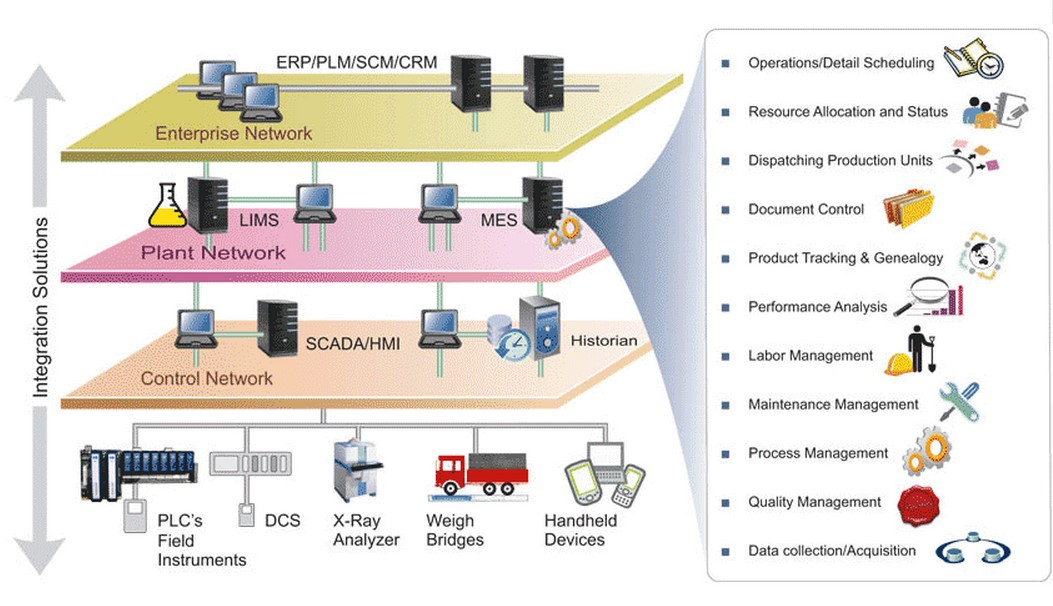 ERP/PLM/SCM/CRM
Enterprise Network
LIMS
MES
Plant Network
SCADA/HMI
Historian
Control Network
Integration Solutions
PLC's
Field
Instruments
DCS
X-Ray
Analyzer
Weigh
Bridges
Handheld
Devices
Operations/Detail Scheduling
Resource Allocation and Status
Dispatching Production Units
Document Control
Product Tracking & Genealogy
Performance Analysis
Labor Management
Maintenance Management
Process Management
Quality Management
Data collection/Acquisition